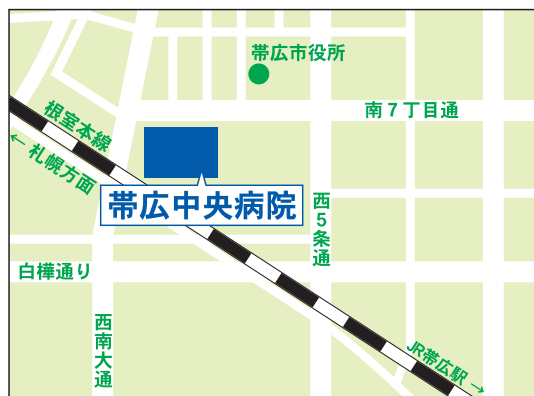 帯広市役所
南7丁目通
根室本線
← 札幌方面
帯広中央病院
西5条通
白樺通り
西南大通
JR帯広駅 →